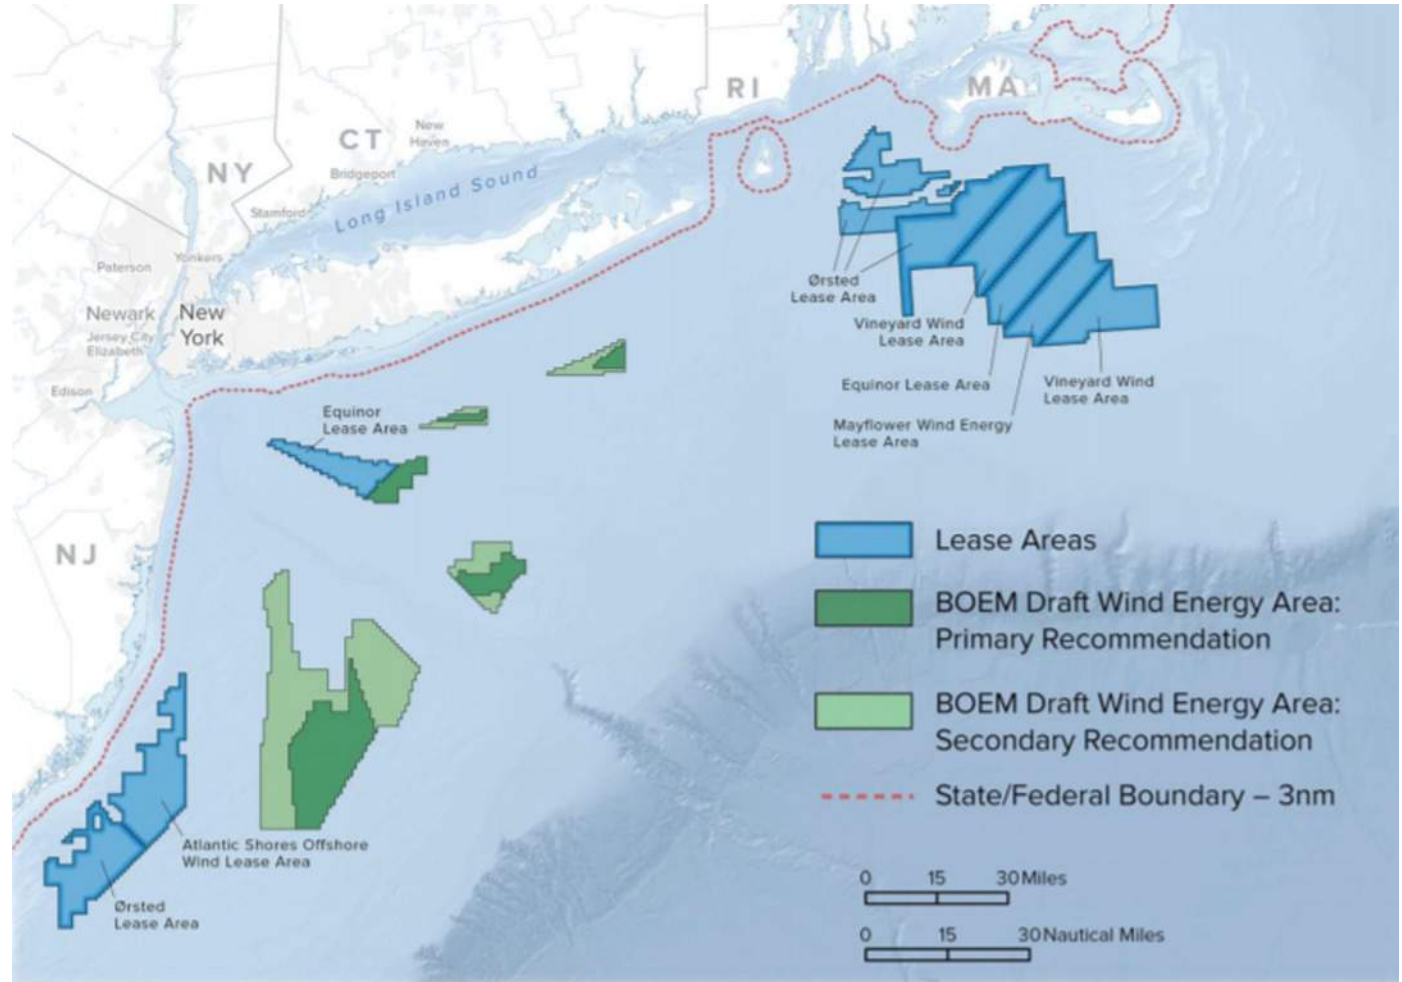 RI
MA
CT
New
Haven
NY
Bridgeport
Long Island Sound
Stamford
Yonkers
Paterson
Newark
New
York
Jersey City
Elizabeth
Edison
NJ
Ørsted
Lease Area
Vineyard Wind
Lease Area
Equinor Lease Area
Vineyard Wind
Lease Area
Mayflower Wind Energy
Lease Area
Equinor
Lease Area
Atlantic Shores Offshore
Wind Lease Area
Ørsted
Lease Area
Lease Areas
BOEM Draft Wind Energy Area:
Primary Recommendation
BOEM Draft Wind Energy Area:
Secondary Recommendation
State/Federal Boundary – 3nm
0 15 30 Miles
0 15 30 Nautical Miles